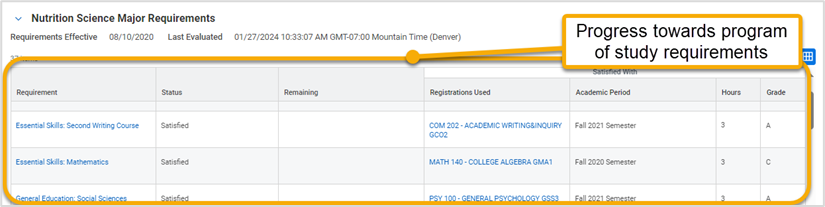 Nutrition Science Major Requirements
Requirements Effective 08/10/2020 Last Evaluated 01/27/2024 10:33:07 AM GMT-07:00 Mountain Time (Denver)
Progress towards program
of study requirements
Satisfied With
Requirement Status Remaining Registrations Used Academic Period Hours Grade
Essential Skills: Second Writing Course Satisfied COM 202 - ACADEMIC WRITING&INQUIRY Fall 2021 Semester 3 A
GCO2
Essential Skills: Mathematics Satisfied MATH 140 - COLLEGE ALGEBRA GMA1 Fall 2020 Semester 3 C
General Education: Social Sciences Satisfied PSY 100 - GENERAL PSYCHOLOGY GSS3 Fall 2021 Semester 3 A